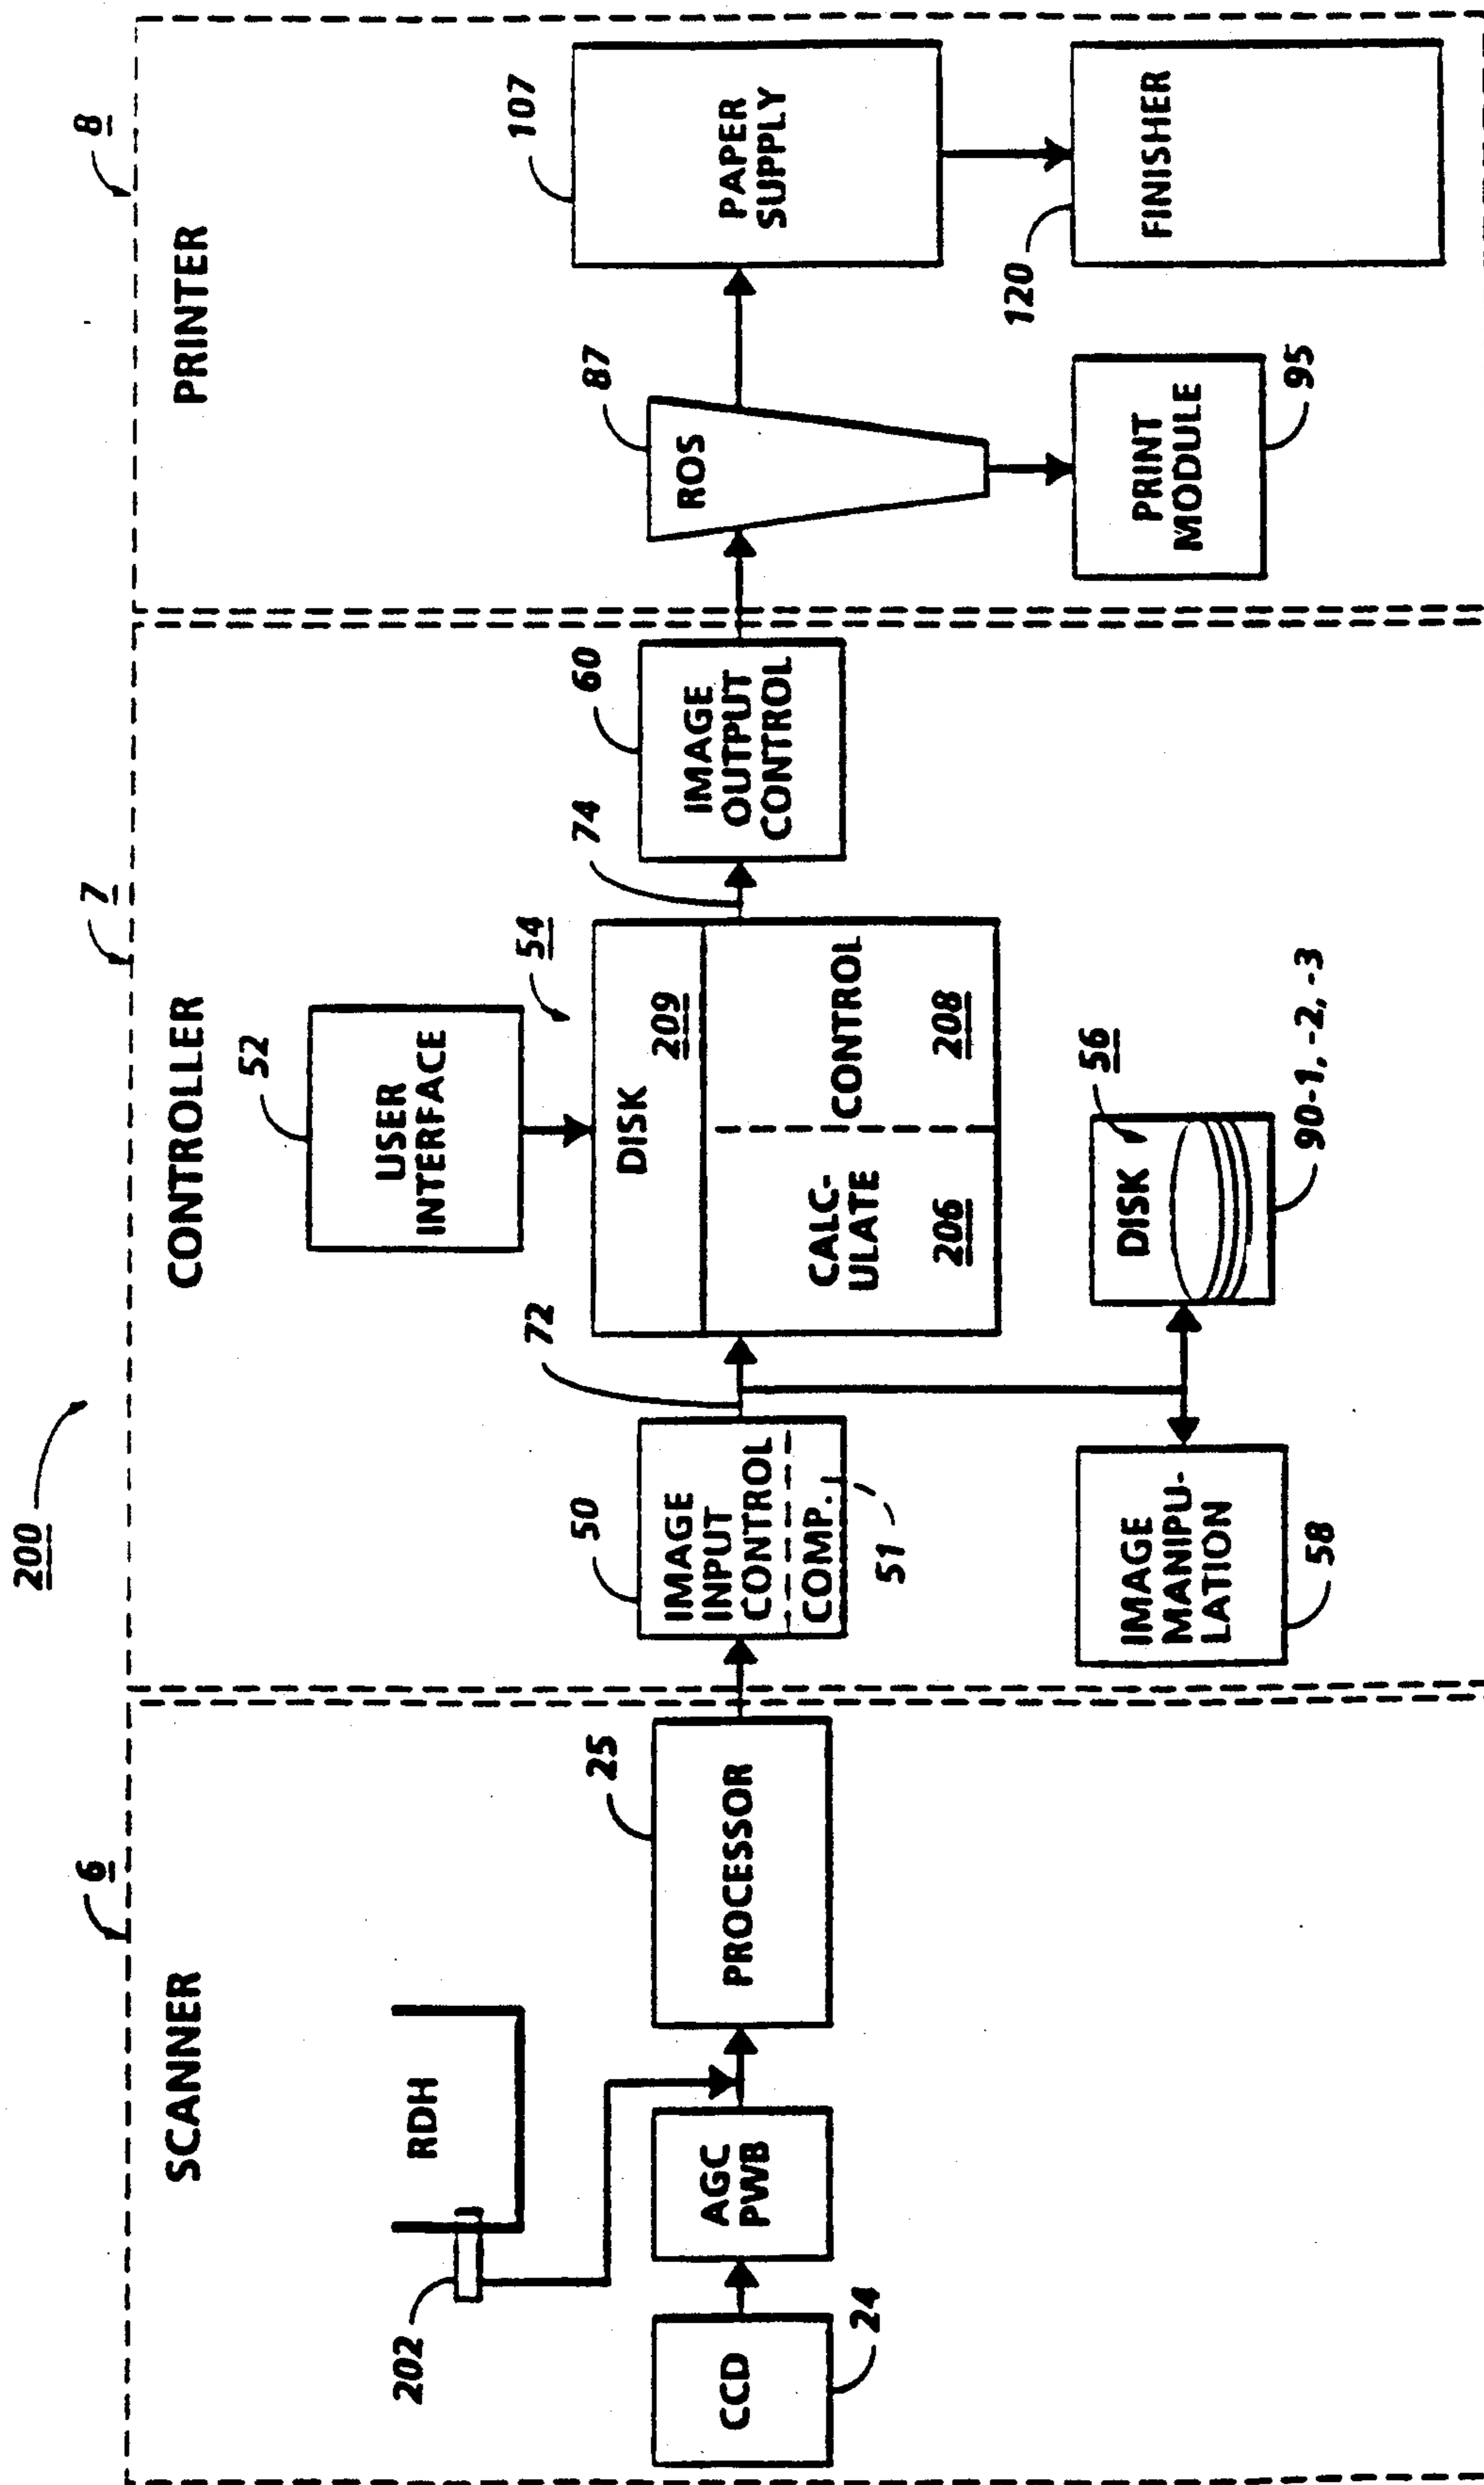 200
6
7
8
SCANNER
CONTROLLER
PRINTER
202
RDH
CCD
24
AGC
PWB
PROCESSOR
25
IMAGE
INPUT
CONTROL
COMP.
50
51
72
USER
INTERFACE
52
54
DISK
209
CALC-
ULATE
206
CONTROL
208
74
IMAGE
OUTPUT
CONTROL
60
IMAGE
MANIPU-
LATION
58
DISK
56
90-1, -2, -3
ROS
87
PRINT
MODULE
95
PAPER
SUPPLY
107
FINISHER
120